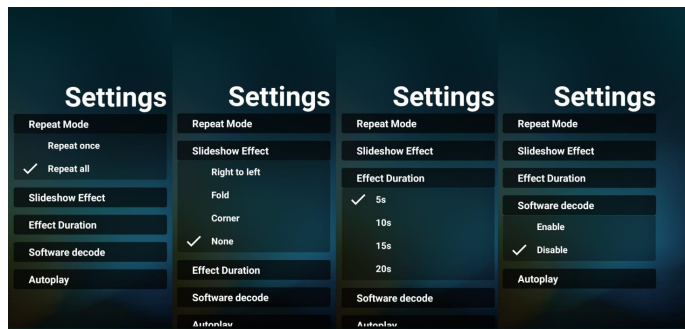 Settings
Repeat Mode
Repeat once
Repeat all
Slideshow Effect
Effect Duration
Software decode
Autoplay
Settings
Repeat Mode
Slideshow Effect
Right to left
Fold
Corner
None
Effect Duration
Software decode
Autoplay
Settings
Repeat Mode
Slideshow Effect
Effect Duration
5s
10s
15s
20s
Software decode
Autoplay
Settings
Repeat Mode
Slideshow Effect
Effect Duration
Software decode
Enable
Disable
Autoplay